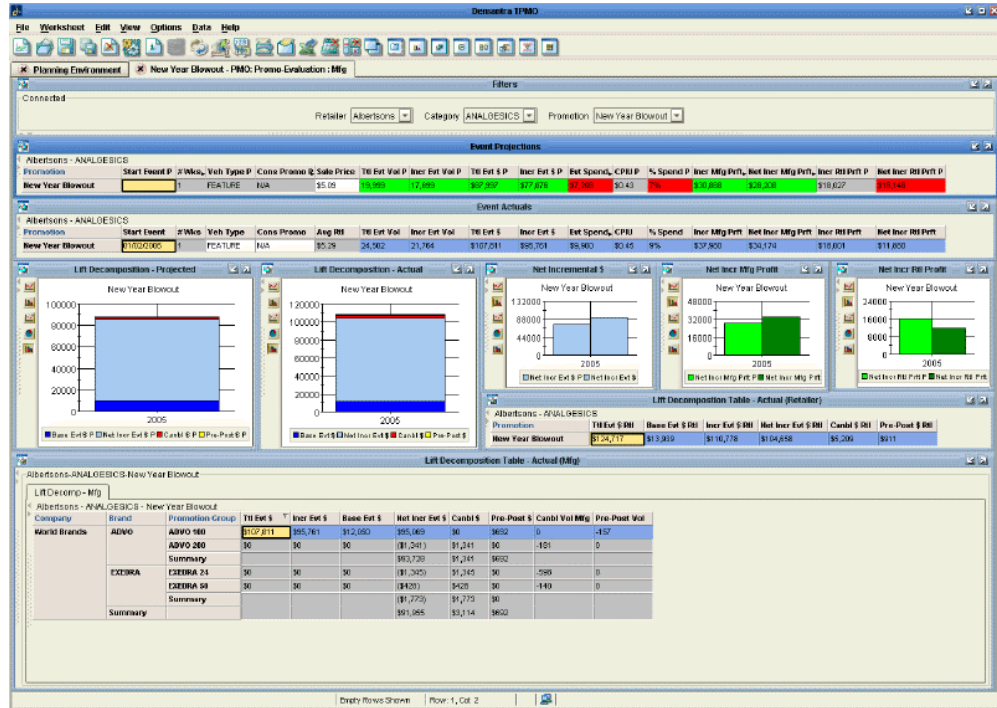 Demantra TPMO
File Worksheet Edit View Options Data Help
Planning Environment New Year Blowout - PMO: Promo-Evaluation : Mfg
Filters
Connected
Retailer Albertsons Category ANALGESICS Promotion New Year Blowout
Event Projections
Albertsons - ANALGESICS
Promotion Start Event P # Wks, Veh Type P Cons Promo Sale Price Ttl Evt Vol P Incr Evt Vol P Ttl Evt $ P Incr Evt $ P Evt Spend, CPIU P % Spend P Incr Mfg Prft, Net Incr Mfg Prft, Incr Rtl Prft P Net Incr Rtl Prft P
New Year Blowout 1 FEATURE N/A $5.09 $0.43 7% $28,208 $18,027
Event Actuals
Albertsons - ANALGESICS
Promotion Start Event # Wks, Veh Type Cons Promo Avg Rtl Ttl Evt Vol Incr Evt Vol Ttl Evt $ Incr Evt $ Evt Spend, CPIU % Spend Incr Mfg Prft Net Incr Mfg Prft Incr Rtl Prft Net Incr Rtl Prft
New Year Blowout 01/02/2005 1 FEATURE N/A $5.29 24,502 21,764 $107,811 $95,761 $9,900 $0.45 9% $37,950 $34,174 $18,001 $11,850
Lift Decomposition - Projected Lift Decomposition - Actual Net Incremental $ Net Incr Mfg Profit Net Incr Rtl Profit
New Year Blowout New Year Blowout New Year Blowout New Year Blowout New Year Blowout
100000 120000 132000 48000 24000
80000 100000 88000 32000 16000
60000 80000 44000 16000 8000
40000 60000 0 0 0
20000 40000 2005 2005 2005
0 20000 Net Incr Evt $ P Net Incr Evt $ Net Incr Mfg Prft P Net Incr Mfg Prft Net Incr Rtl Prft P Net Incr Rtl Prft
2005 0
2005
Base Evt $ P Net Incr Evt $ P Canbl $ P Pre-Post $ P Base Evt $ Net Incr Evt $ Canbl $ Pre-Post $
Lift Decomposition Table - Actual (Retailer)
Albertsons - ANALGESICS
Promotion Ttl Evt $ Rtl Base Evt $ Rtl Incr Evt $ Rtl Net Incr Evt $ Rtl Canbl $ Rtl Pre-Post $ Rtl
New Year Blowout $124,717 $13,939 $110,778 $104,658 $5,209 $911
Lift Decomposition Table - Actual (Mfg)
Albertsons-ANALGESICS-New Year Blowout
Lift Decomp - Mfg
Albertsons - ANALGESICS - New Year Blowout
Company Brand Promotion Group Ttl Evt $ Incr Evt $ Base Evt $ Net Incr Evt $ Canbl $ Pre-Post $ Canbl Vol Mfg Pre-Post Vol
World Brands ADVO ADVO 100 $107,811 $95,761 $12,050 $95,069 $0 $692 0 -157
ADVO 200 $0 $0 $0 ($1,341) $1,341 $0 -181 0
Summary $93,728 $1,341 $692
EXEDRA EXEDRA 24 $0 $0 $0 ($1,345) $1,345 $0 0
EXEDRA 50 $0 $0 $0 ($428) $428 $0 -140 0
Summary ($1,773) $1,773 $0
Summary $91,955 $3,114 $692
Empty Rows Shown Row: 1, Col: 2